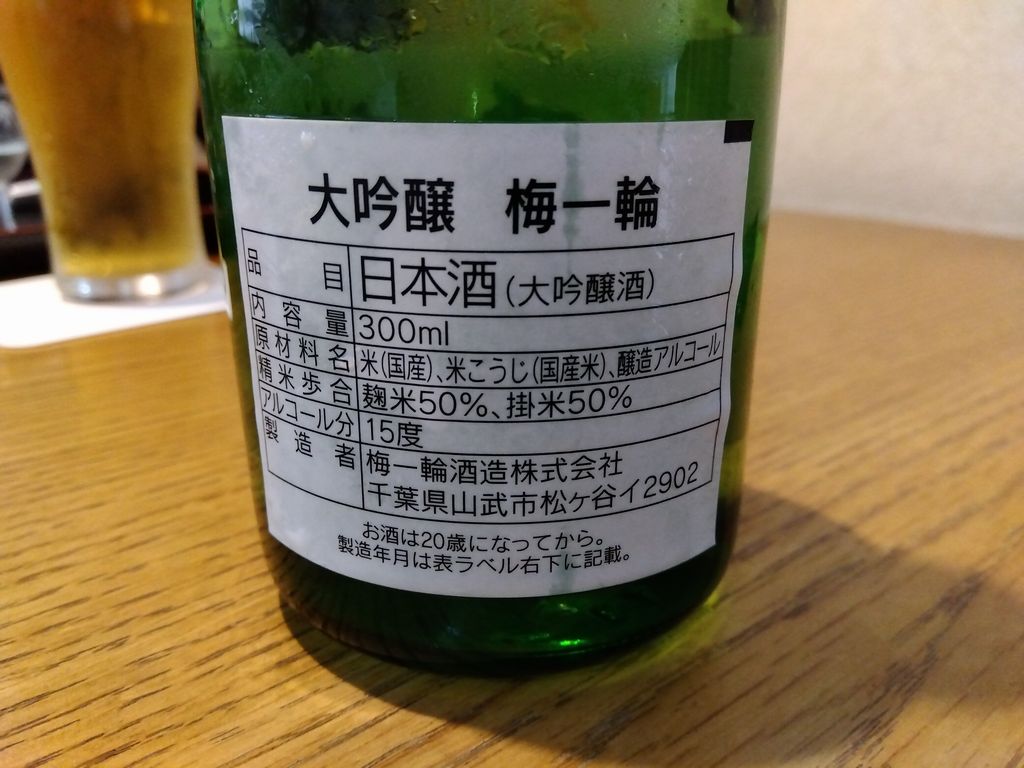 大吟醸 梅一輪
品目 日本酒(大吟醸酒)
内容量 300ml
原材料名 米(国産)、米こうじ(国産米)、醸造アルコール
精米歩合 麹米50%、掛米50%
アルコール分 15度
製造者 梅一輪酒造株式会社
千葉県山武市松ヶ谷イ2902
お酒は20歳になってから。
製造年月は表ラベル右下に記載。